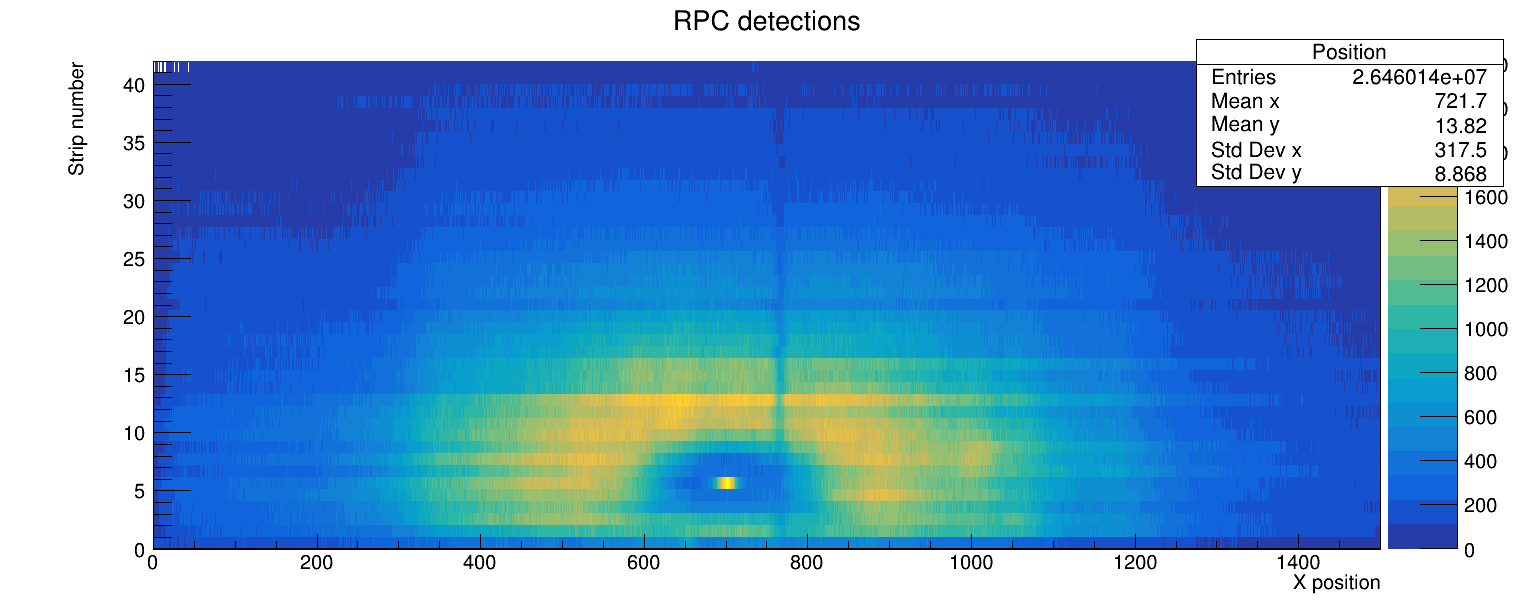 RPC detections
Position
Entries 2.646014e+07
Mean x 721.7
Mean y 13.82
Std Dev x 317.5
Std Dev y 8.868
Strip number
40
35
30
25
20
15
10
5
0
0 200 400 600 800 1000 1200 1400
X position
1600
1400
1200
1000
800
600
400
200
0